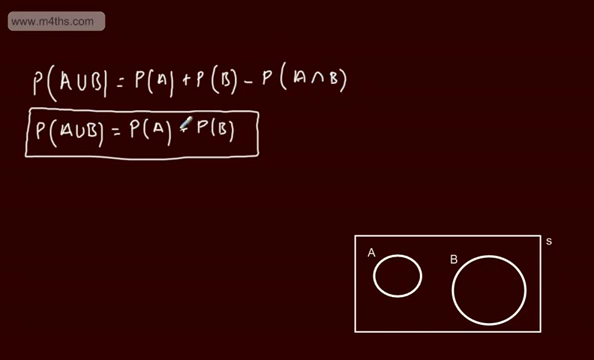 www.m4ths.com
P(A∪B) = P(A) + P(B) - P(A∩B)
P(A∪B) = P(A) + P(B)
A
B
s